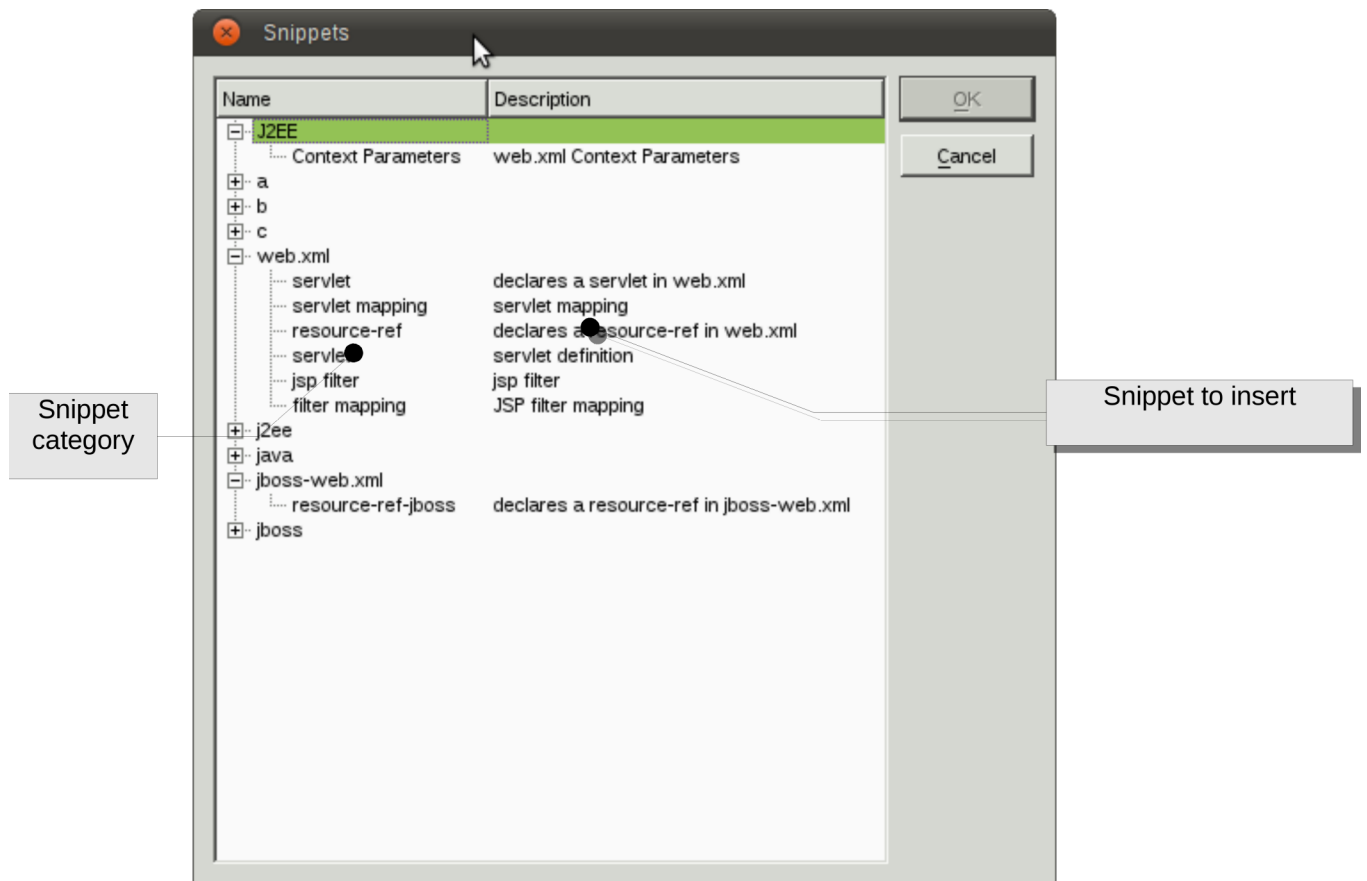 Snippets
Name Description
OK
J2EE
Context Parameters web.xml Context Parameters
Cancel
a
b
c
web.xml
servlet declares a servlet in web.xml
servlet mapping servlet mapping
resource-ref declares a resource-ref in web.xml
servlet servlet definition
jsp filter jsp filter
filter mapping JSP filter mapping
j2ee
java
jboss-web.xml
resource-ref-jboss declares a resource-ref in jboss-web.xml
jboss
Snippet
category
Snippet to insert